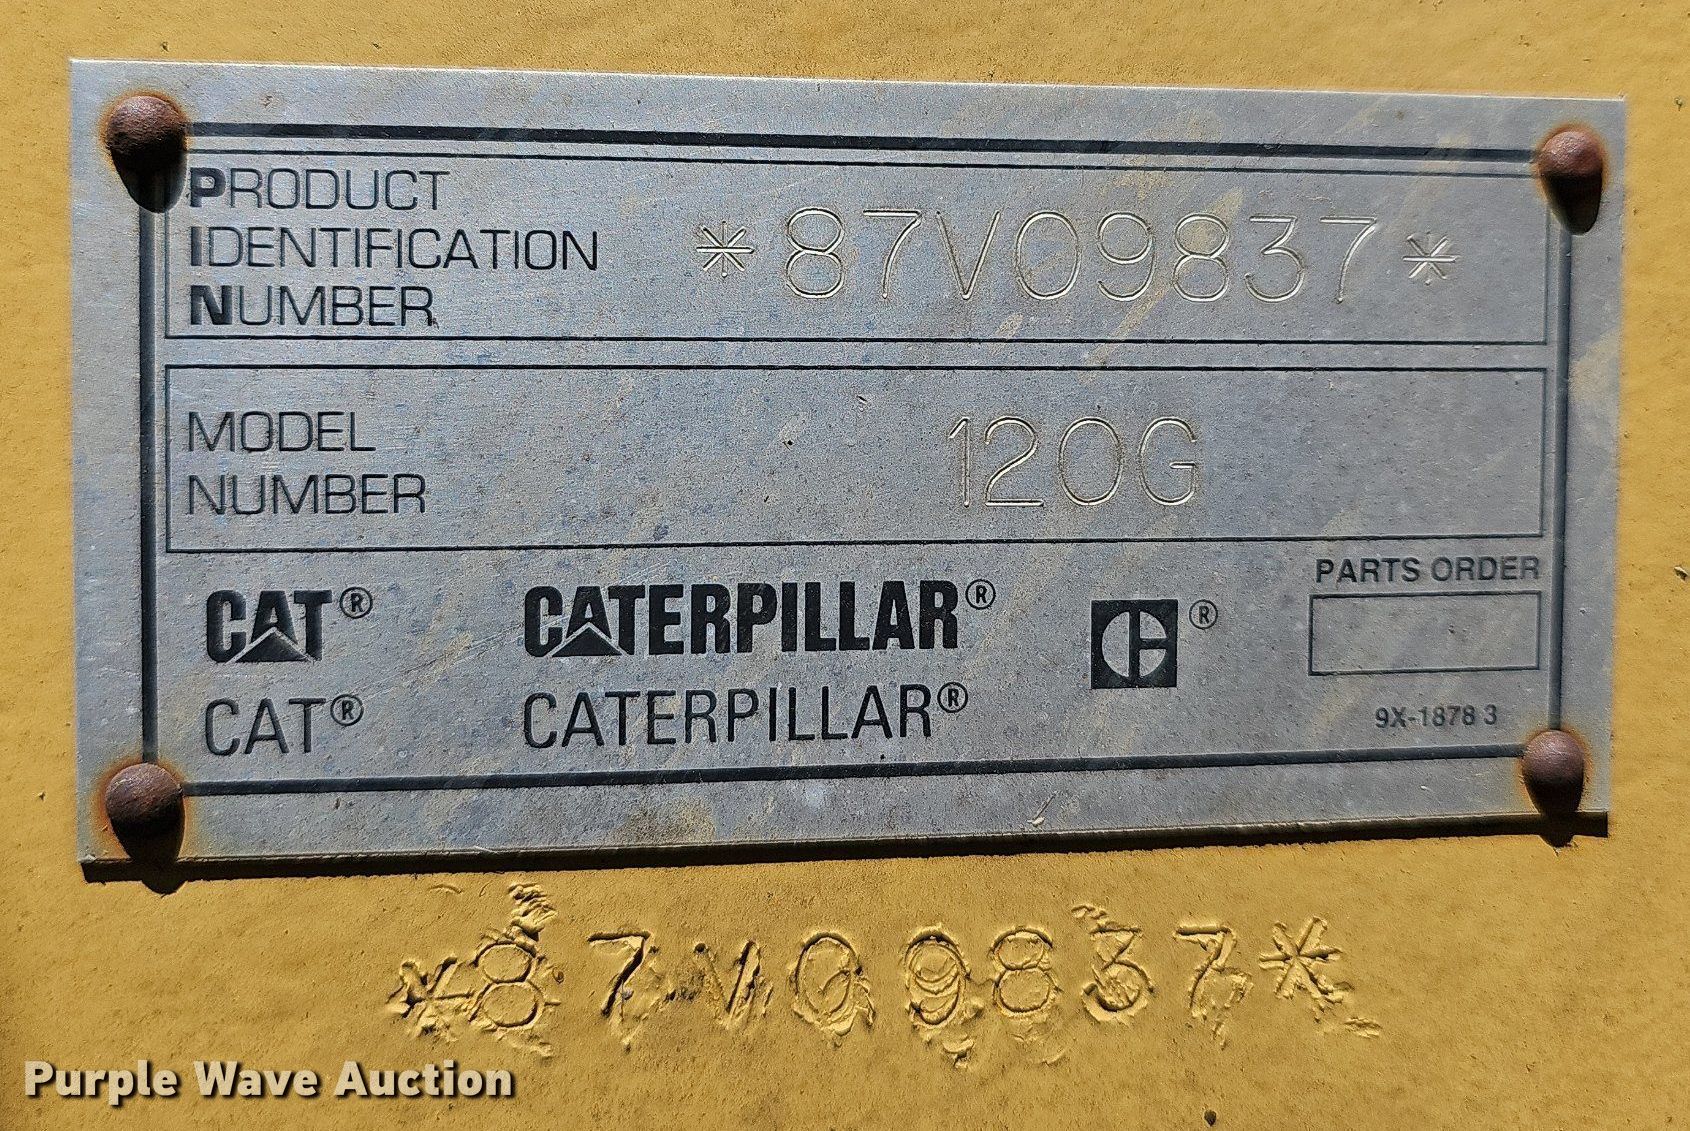 PRODUCT
IDENTIFICATION
NUMBER
*87V09837*
MODEL
NUMBER
120G
CAT® CATERPILLAR® C®
CAT® CATERPILLAR®
PARTS ORDER
9X-1878 3
*87V09837*
Purple Wave Auction